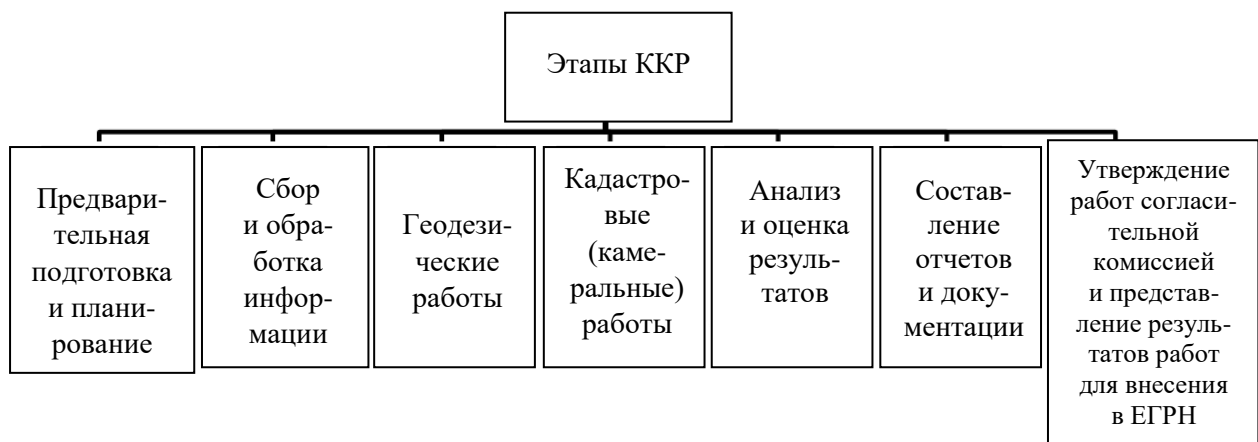 Этапы ККР
Предвари-
тельная
подготовка
и плани-
рование
Сбор
и обра-
ботка
инфор-
мации
Геодези-
ческие
работы
Кадастро-
вые
(каме-
ральные)
работы
Анализ
и оценка
резуль-
татов
Состав-
ление
отчетов
и доку-
ментации
Утверждение
работ согласи-
тельной
комиссией
и представ-
ление резуль-
татов работ
для внесения
в ЕГРН